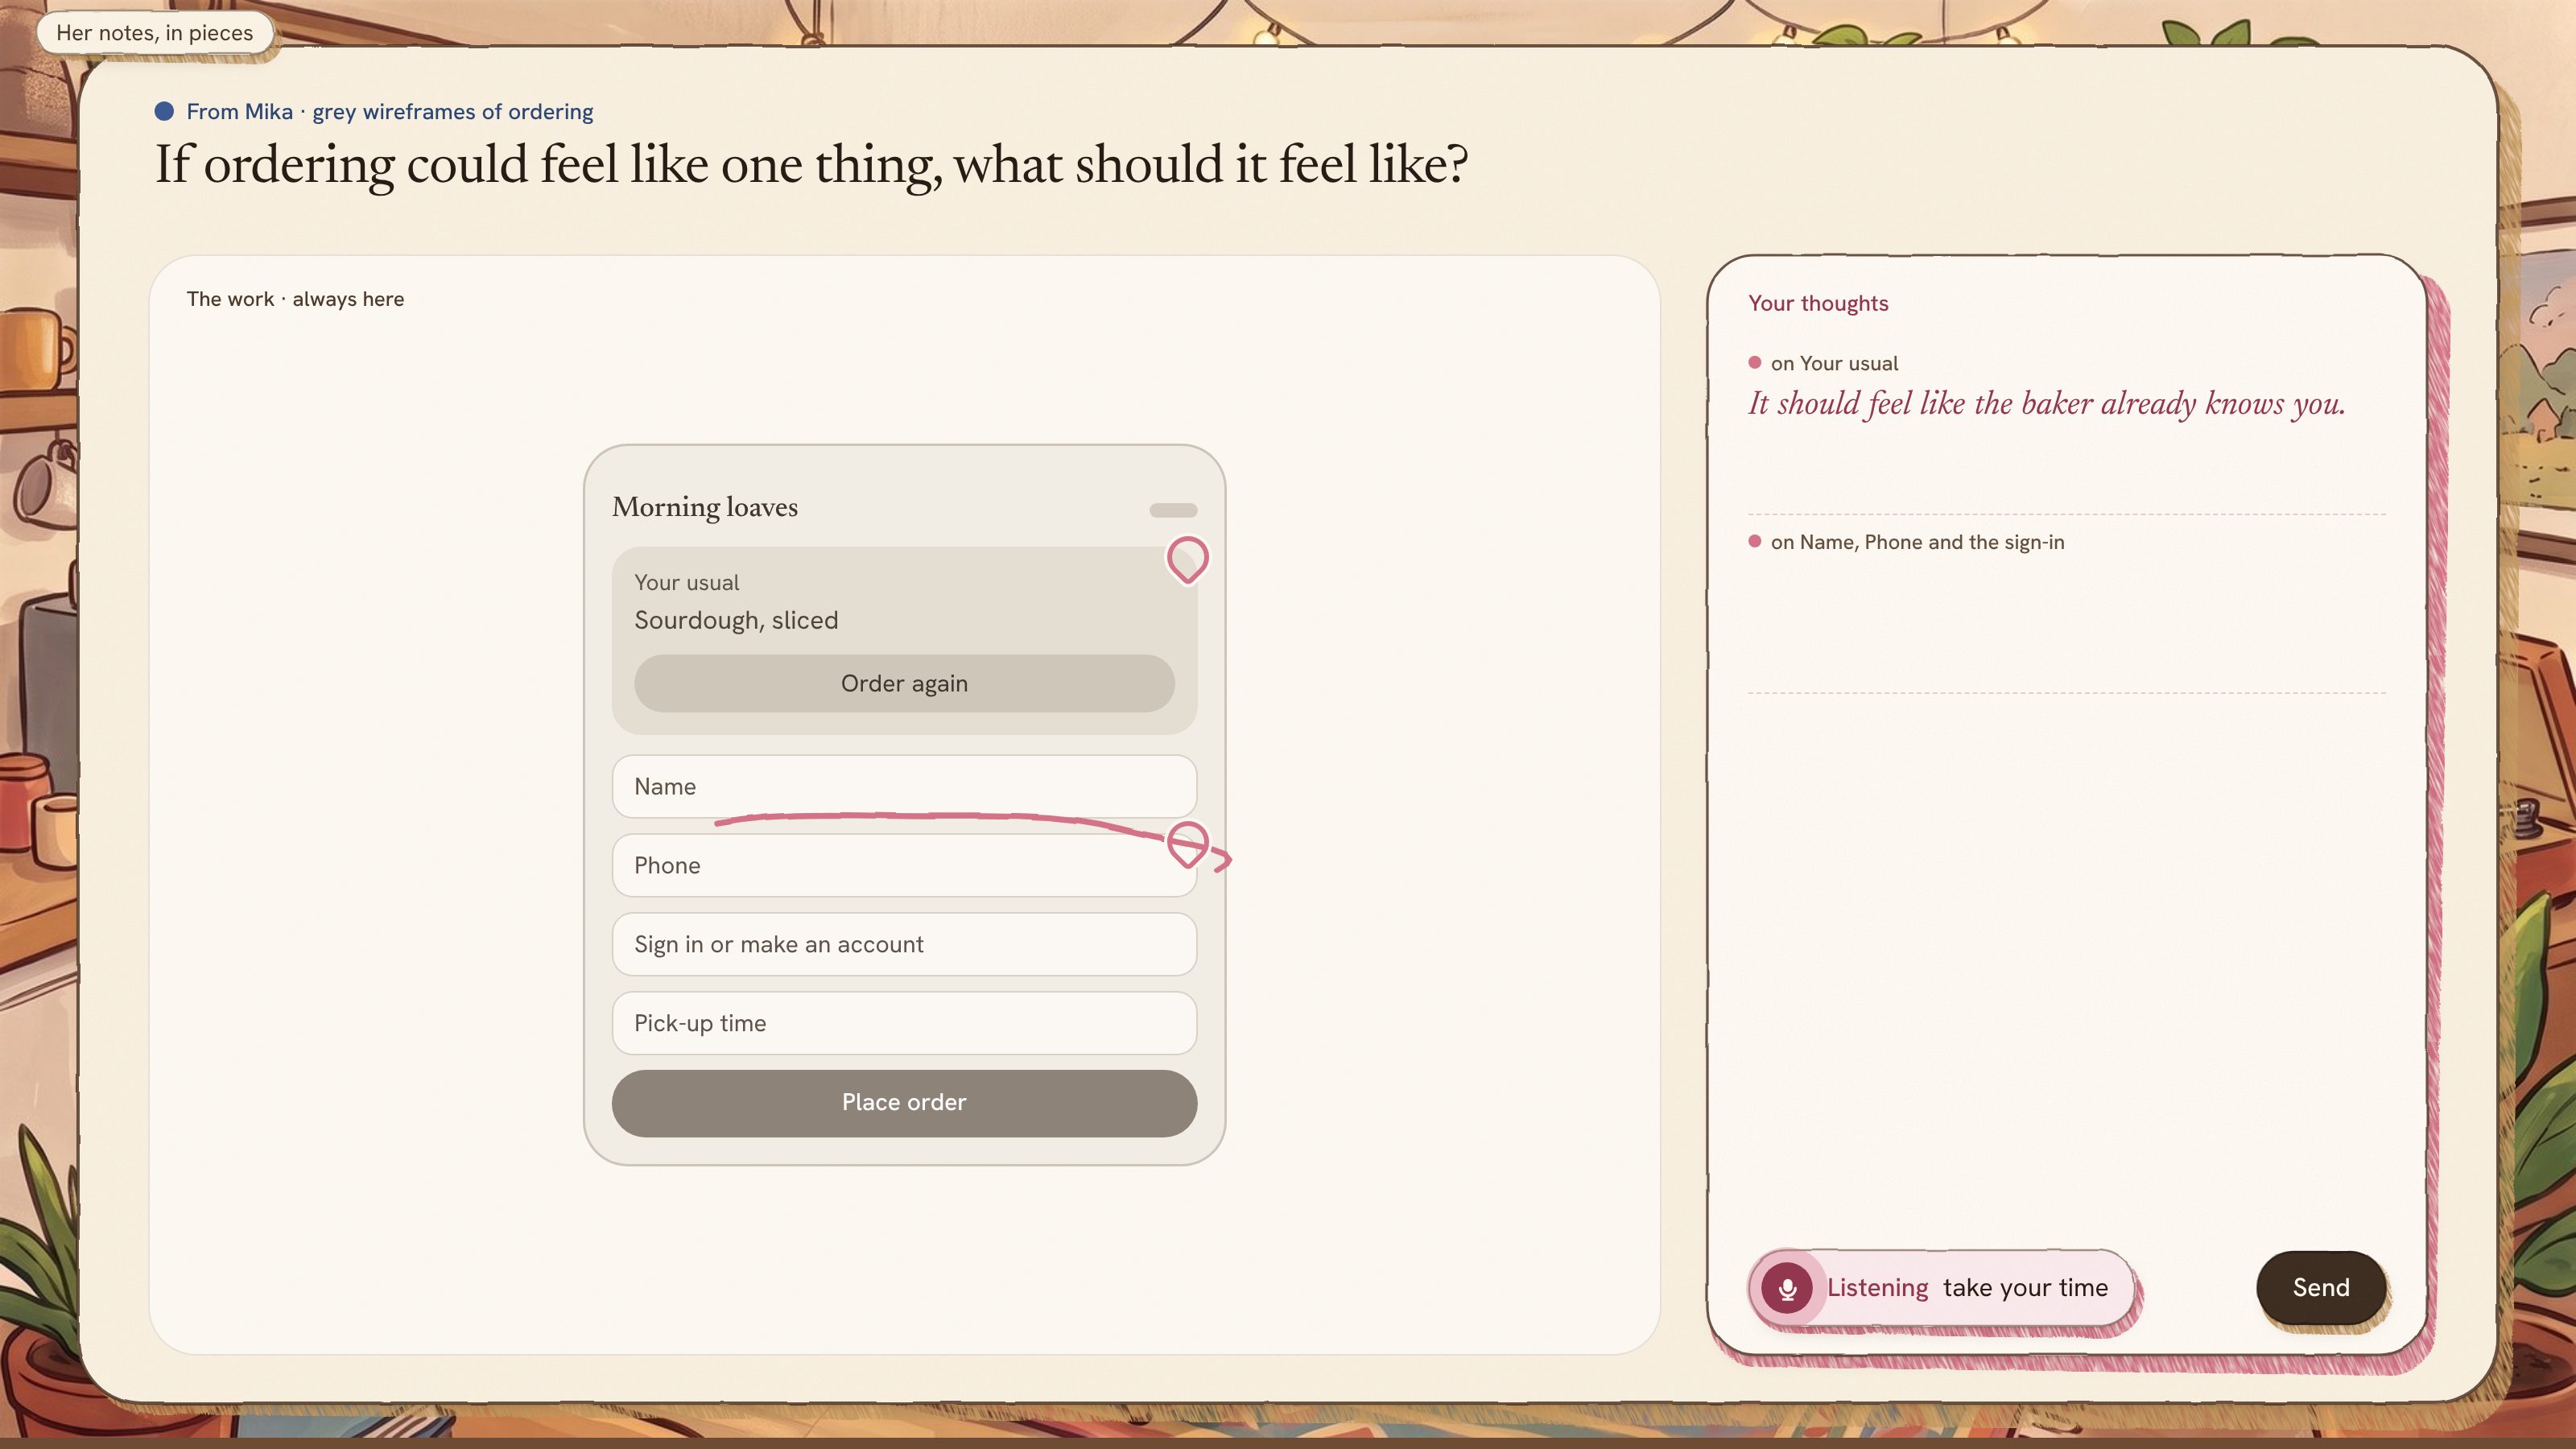 Her notes, in pieces
From Mika · grey wireframes of ordering
If ordering could feel like one thing, what should it feel like?
The work · always here
Morning loaves
Your usual
Sourdough, sliced
Order again
Name
Phone
Sign in or make an account
Pick-up time
Place order
Your thoughts
on Your usual
It should feel like the baker already knows you.
on Name, Phone and the sign-in
Listening take your time
Send